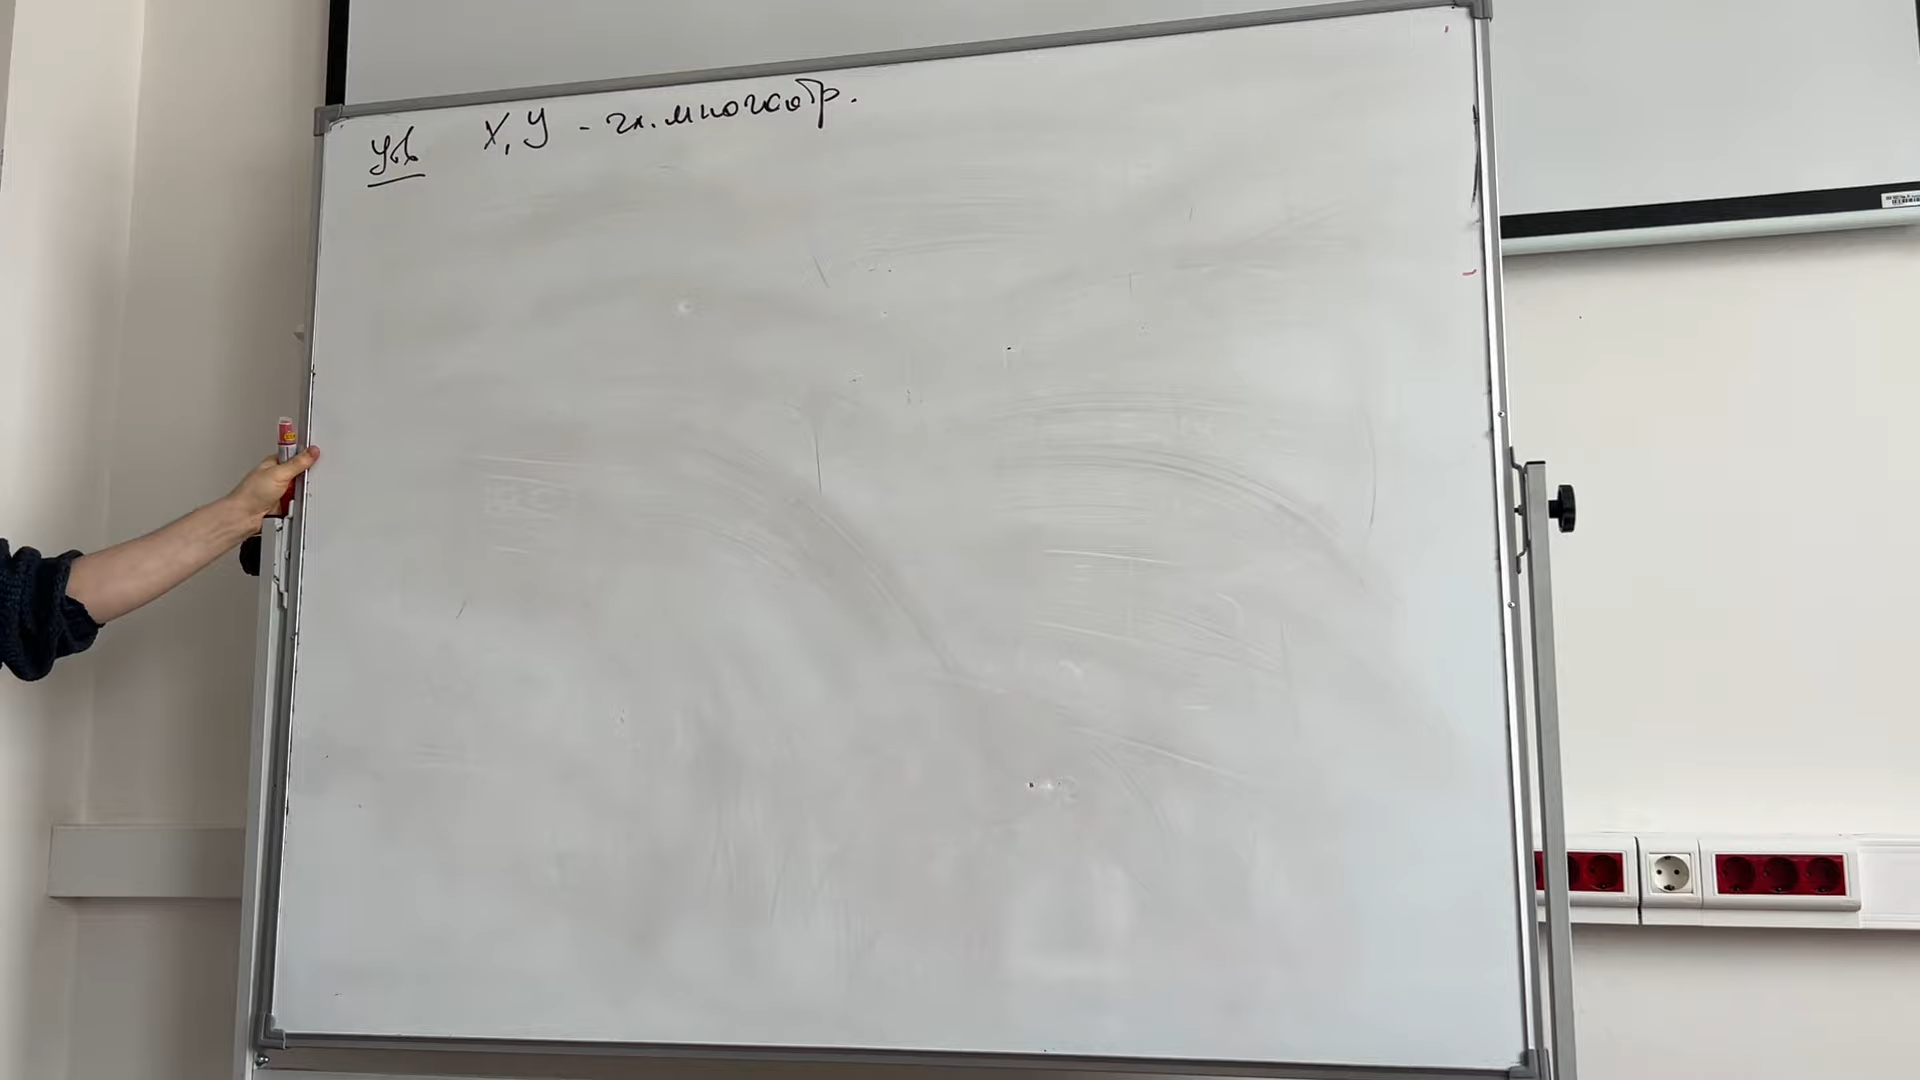 Утв X, Y - гл. многообр.